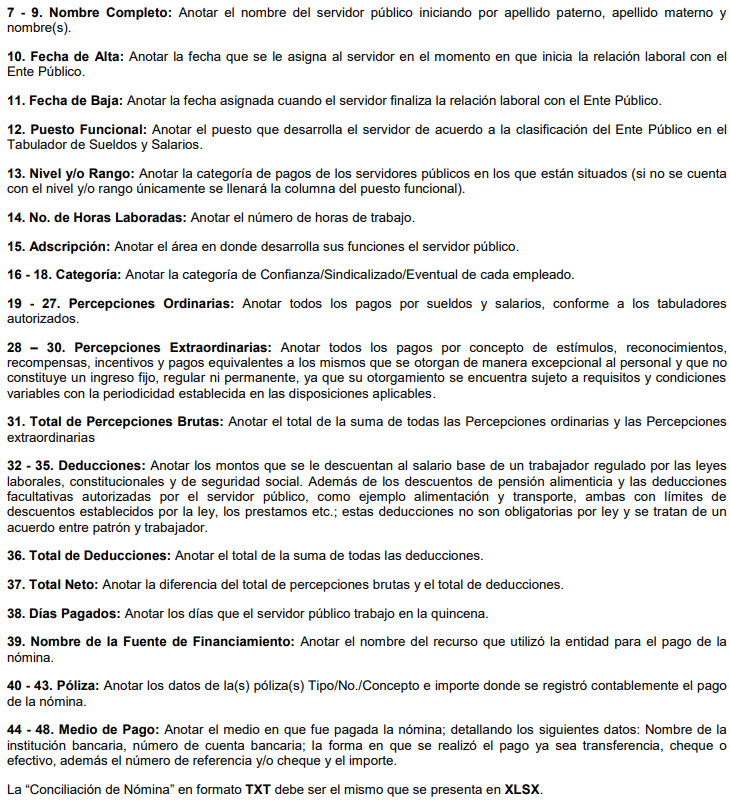 7 - 9. Nombre Completo: Anotar el nombre del servidor público iniciando por apellido paterno, apellido materno y
nombre(s).
10. Fecha de Alta: Anotar la fecha que se le asigna al servidor en el momento en que inicia la relación laboral con el
Ente Público.
11. Fecha de Baja: Anotar la fecha asignada cuando el servidor finaliza la relación laboral con el Ente Público.
12. Puesto Funcional: Anotar el puesto que desarrolla el servidor de acuerdo a la clasificación del Ente Público en el
Tabulador de Sueldos y Salarios.
13. Nivel y/o Rango: Anotar la categoría de pagos de los servidores públicos en los que están situados (si no se cuenta
con el nivel y/o rango únicamente se llenará la columna del puesto funcional).
14. No. de Horas Laboradas: Anotar el número de horas de trabajo.
15. Adscripción: Anotar el área en donde desarrolla sus funciones el servidor público.
16 - 18. Categoría: Anotar la categoría de Confianza/Sindicalizado/Eventual de cada empleado.
19 - 27. Percepciones Ordinarias: Anotar todos los pagos por sueldos y salarios, conforme a los tabuladores
autorizados.
28 – 30. Percepciones Extraordinarias: Anotar todos los pagos por concepto de estímulos, reconocimientos,
recompensas, incentivos y pagos equivalentes a los mismos que se otorgan de manera excepcional al personal y que no
constituye un ingreso fijo, regular ni permanente, ya que su otorgamiento se encuentra sujeto a requisitos y condiciones
variables con la periodicidad establecida en las disposiciones aplicables.
31. Total de Percepciones Brutas: Anotar el total de la suma de todas las Percepciones ordinarias y las Percepciones
extraordinarias
32 - 35. Deducciones: Anotar los montos que se le descuentan al salario base de un trabajador regulado por las leyes
laborales, constitucionales y de seguridad social. Además de los descuentos de pensión alimenticia y las deducciones
facultativas autorizadas por el servidor público, como ejemplo alimentación y transporte, ambas con límites de
descuentos establecidos por la ley, los prestamos etc.; estas deducciones no son obligatorias por ley y se tratan de un
acuerdo entre patrón y trabajador.
36. Total de Deducciones: Anotar el total de la suma de todas las deducciones.
37. Total Neto: Anotar la diferencia del total de percepciones brutas y el total de deducciones.
38. Días Pagados: Anotar los días que el servidor público trabajo en la quincena.
39. Nombre de la Fuente de Financiamiento: Anotar el nombre del recurso que utilizó la entidad para el pago de la
nómina.
40 - 43. Póliza: Anotar los datos de la(s) póliza(s) Tipo/No./Concepto e importe donde se registró contablemente el pago
de la nómina.
44 - 48. Medio de Pago: Anotar el medio en que fue pagada la nómina; detallando los siguientes datos: Nombre de la
institución bancaria, número de cuenta bancaria; la forma en que se realizó el pago ya sea transferencia, cheque o
efectivo, además el número de referencia y/o cheque y el importe.
La “Conciliación de Nómina” en formato TXT debe ser el mismo que se presenta en XLSX.